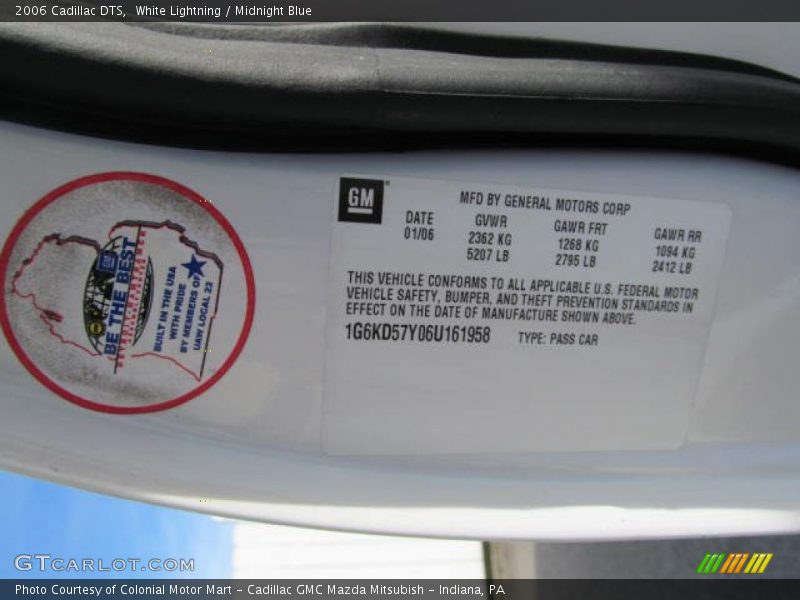 2006 Cadillac DTS,  White Lightning / Midnight Blue
GM
MFD BY GENERAL MOTORS CORP
DATE GVWR GAWR FRT GAWR RR
01/06 2362 KG 1268 KG 1094 KG
5207 LB 2795 LB 2412 LB
THIS VEHICLE CONFORMS TO ALL APPLICABLE U.S. FEDERAL MOTOR
VEHICLE SAFETY, BUMPER, AND THEFT PREVENTION STANDARDS IN
EFFECT ON THE DATE OF MANUFACTURE SHOWN ABOVE.
1G6KD57Y06U161958 TYPE: PASS CAR
GM
BE THE BEST
BUILT IN THE USA
WITH PRIDE
BY MEMBERS OF
UAW LOCAL 22
GTCARLOT.COM
Photo Courtesy of Colonial Motor Mart - Cadillac GMC Mazda Mitsubish - Indiana, PA